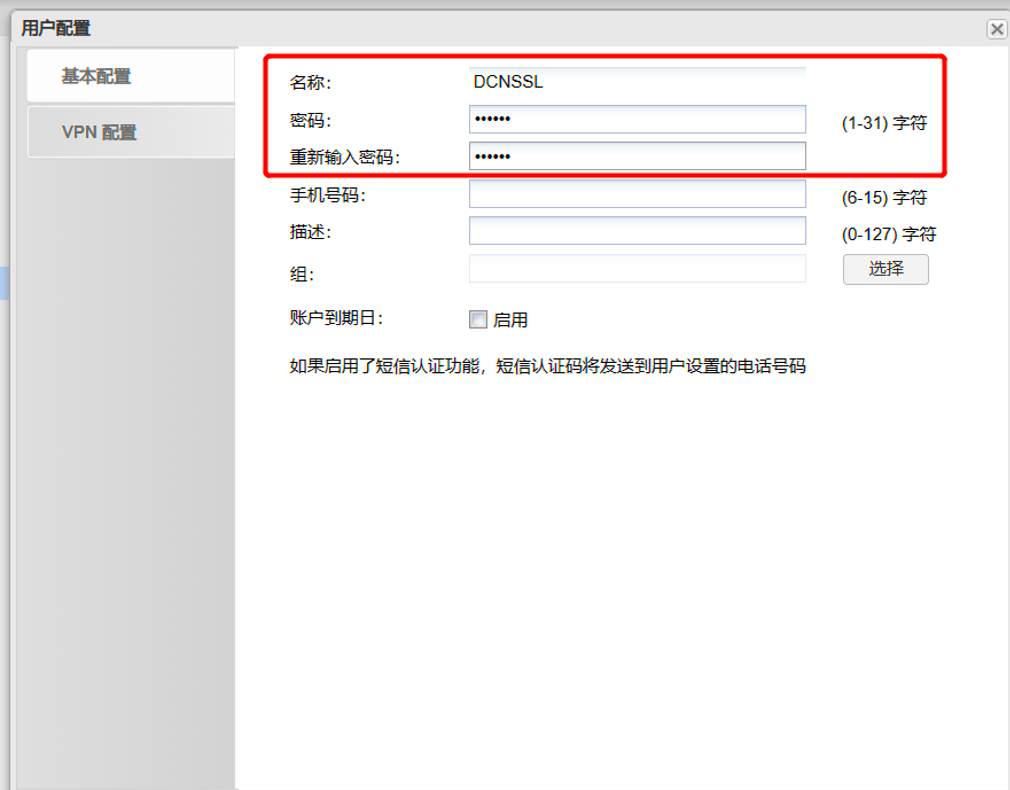 用户配置
基本配置
VPN 配置
名称： DCNSSL
密码： •••••• (1-31) 字符
重新输入密码： ••••••
手机号码： (6-15) 字符
描述： (0-127) 字符
组： 选择
账户到期日： 启用
如果启用了短信认证功能，短信认证码将发送到用户设置的电话号码